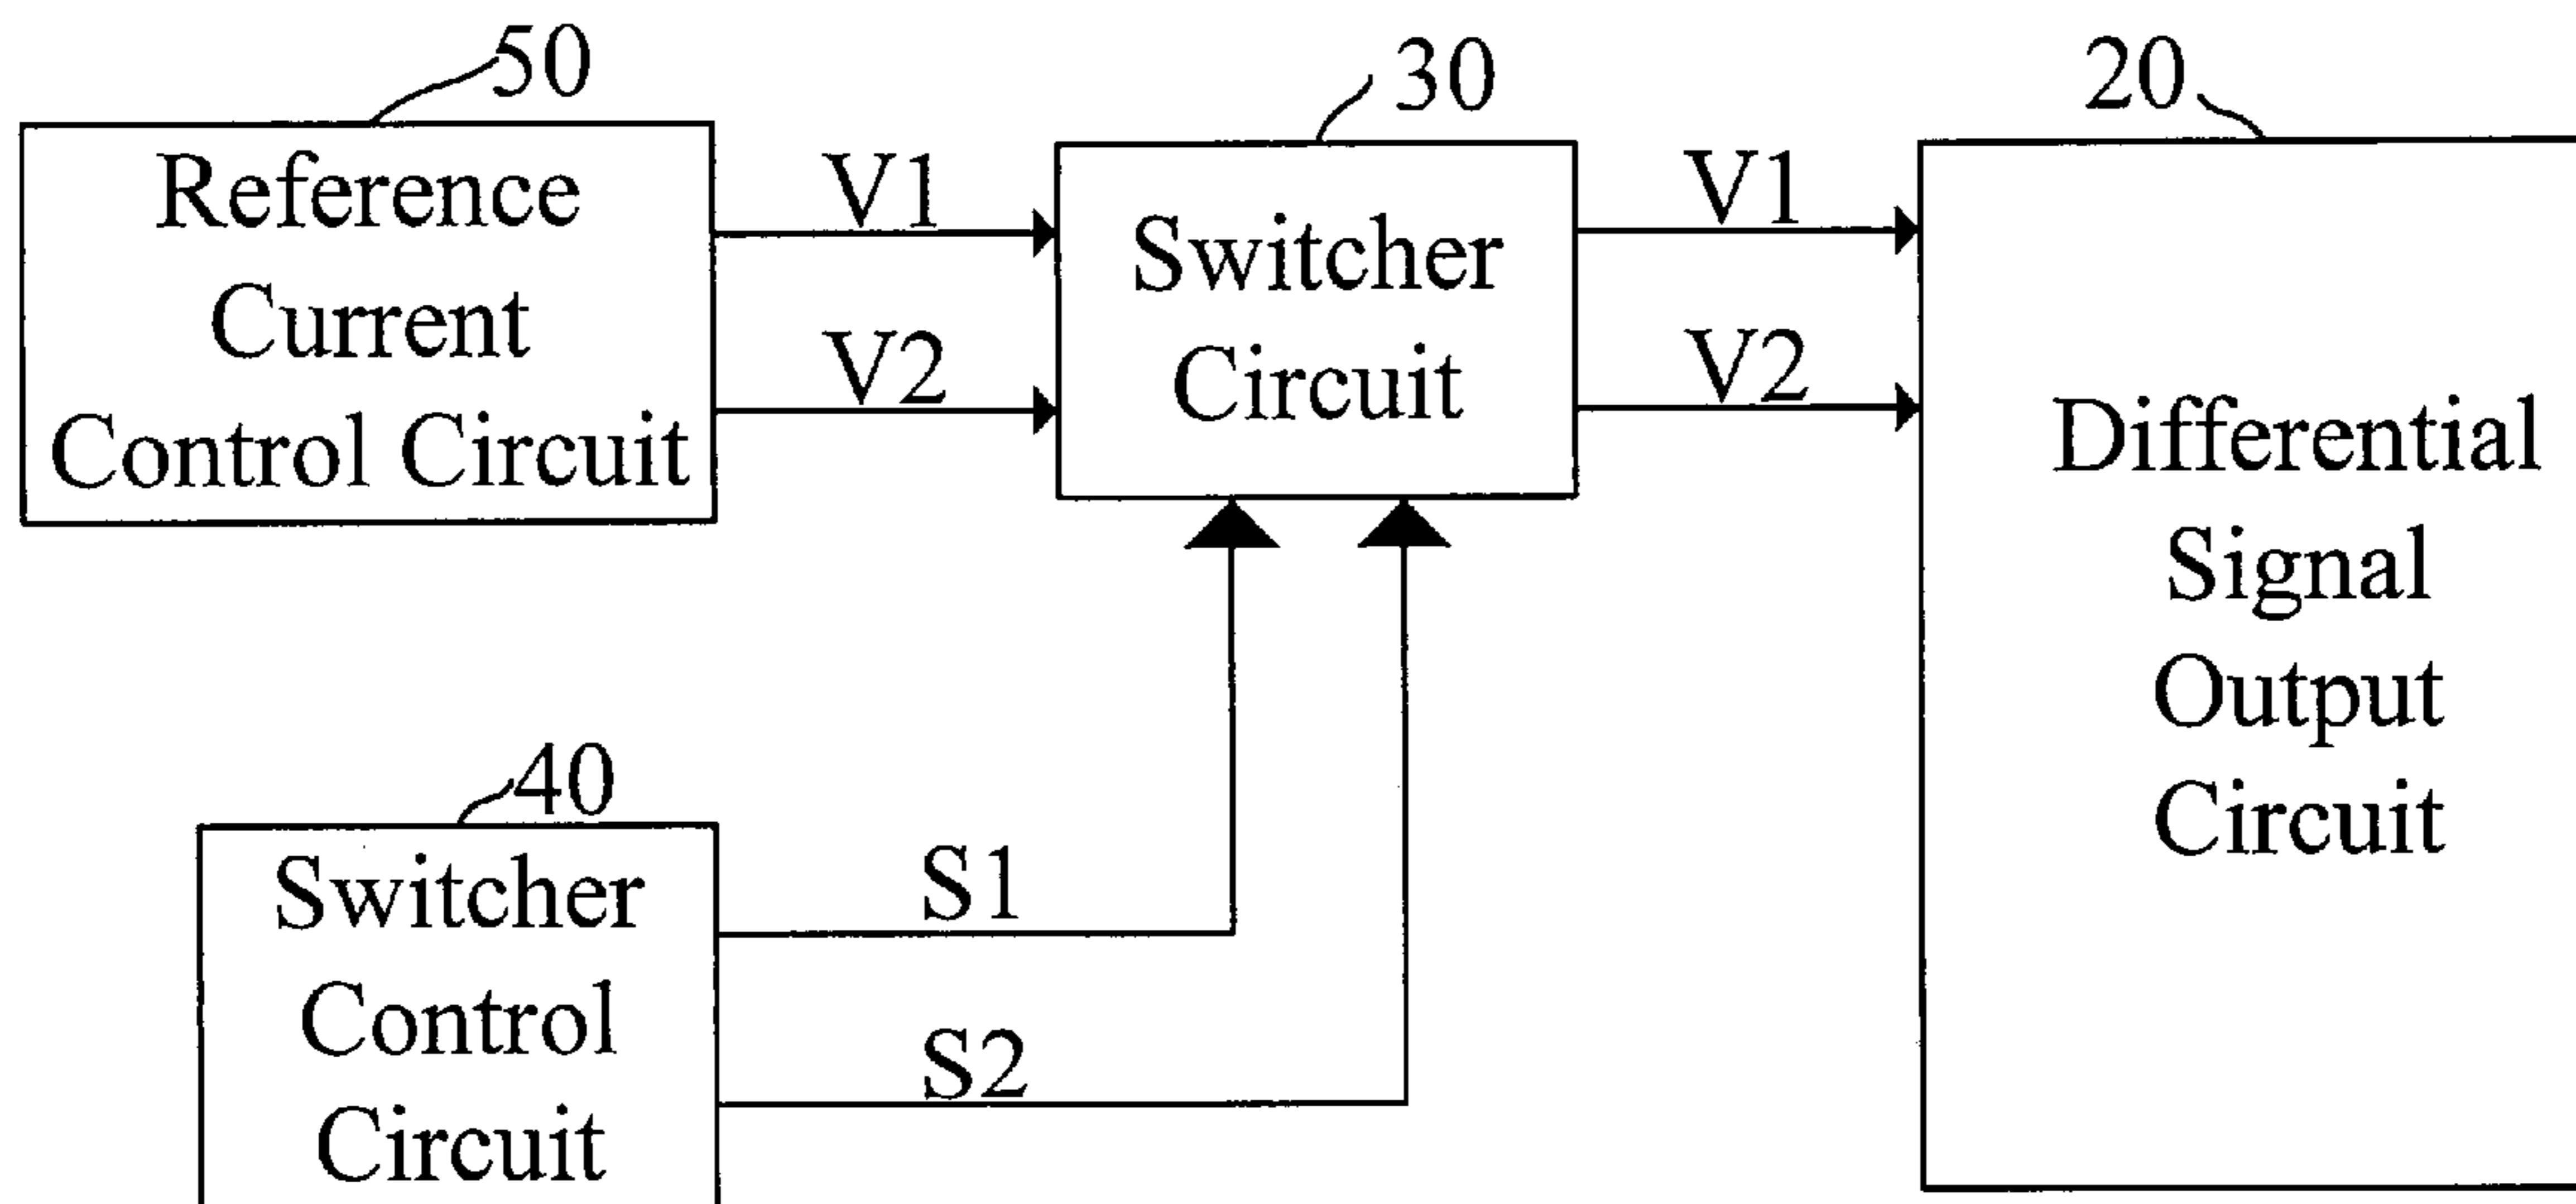 50
30
20
Reference
Current
Control Circuit
V1
V2
Switcher
Circuit
V1
V2
Differential
Signal
Output
Circuit
40
Switcher
Control
Circuit
S1
S2